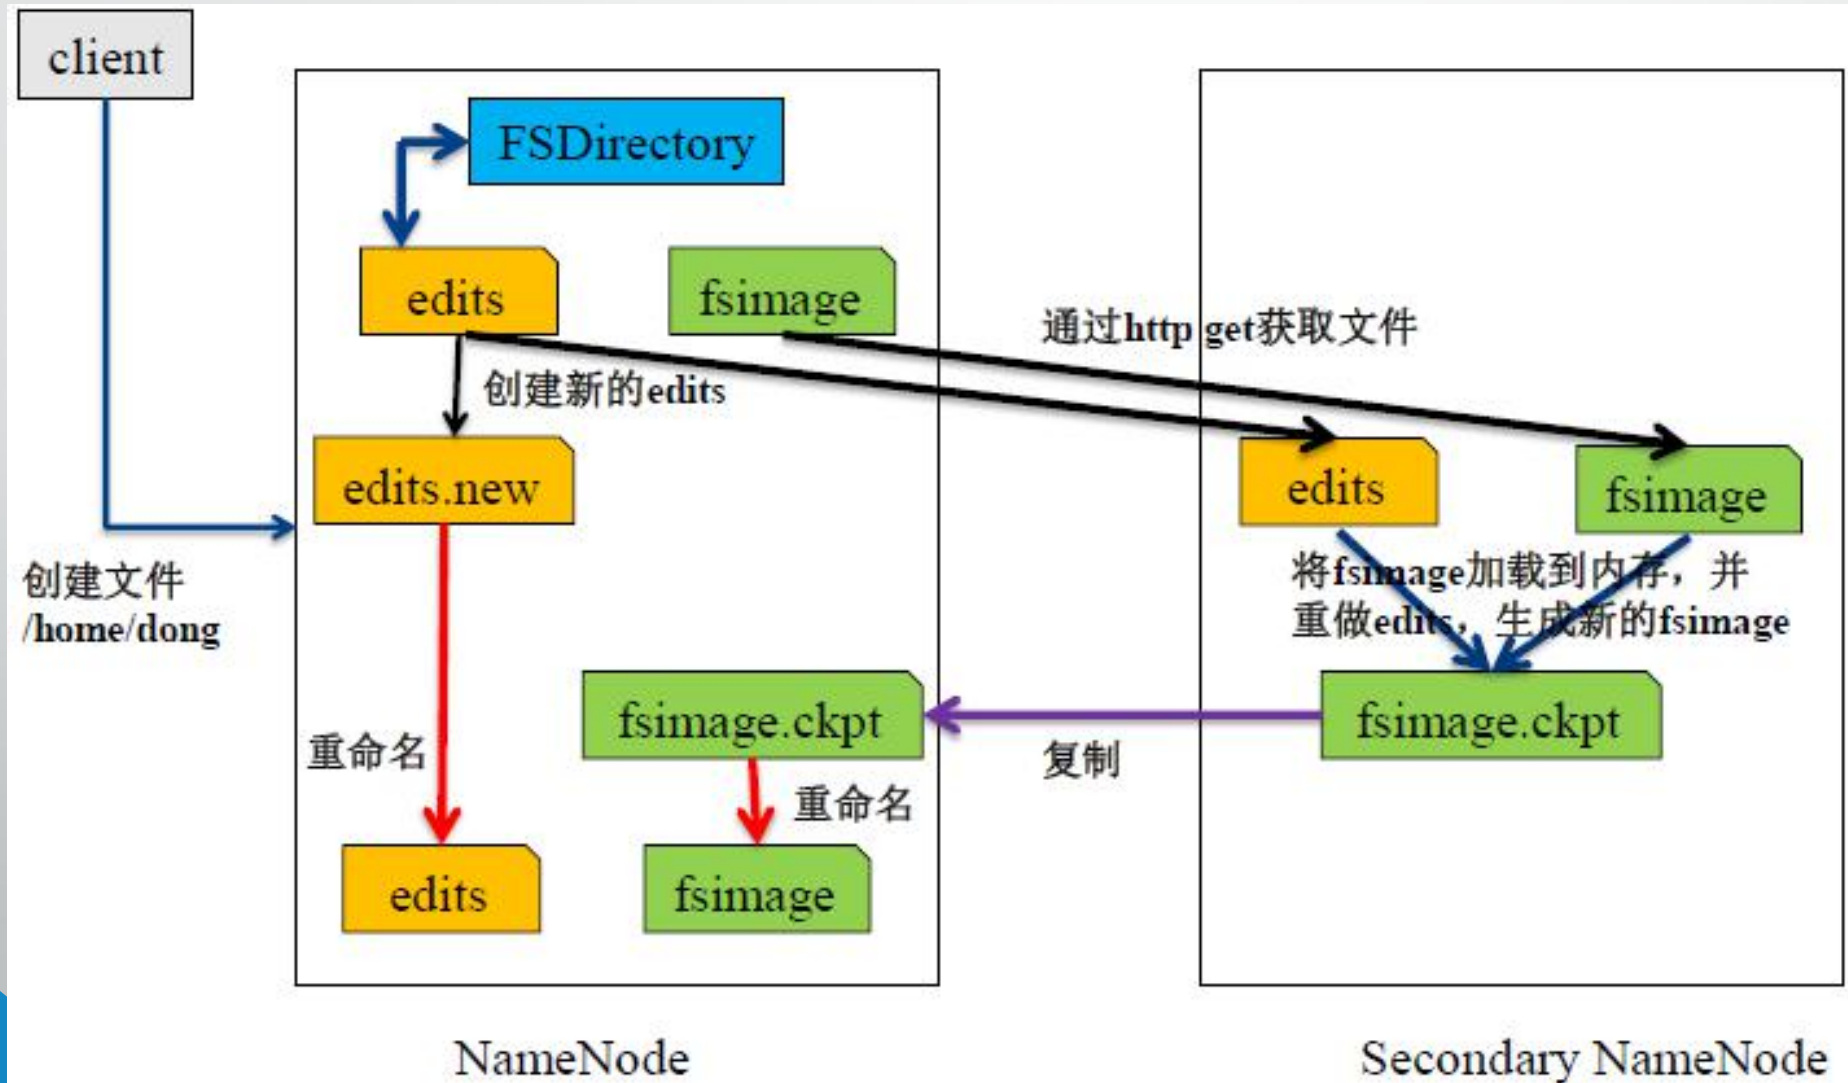 client
FSDirectory
edits
fsimage
通过http get获取文件
创建新的edits
edits.new
edits
fsimage
创建文件
/home/dong
将fsimage加载到内存，并
重做edits，生成新的fsimage
fsimage.ckpt
fsimage.ckpt
重命名
复制
重命名
edits
fsimage
NameNode
Secondary NameNode